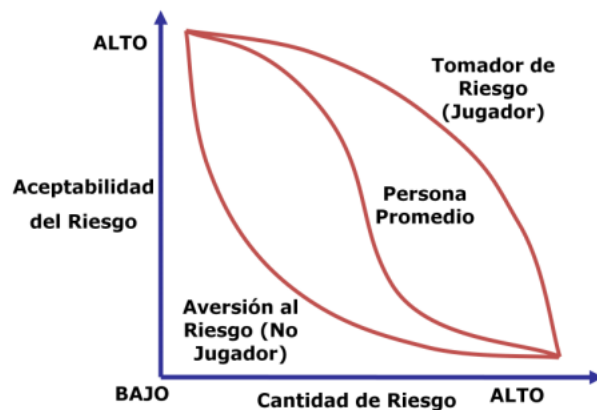 ALTO
Tomador de
Riesgo
(Jugador)
Aceptabilidad
del Riesgo
Persona
Promedio
Aversión al
Riesgo (No
Jugador)
BAJO
Cantidad de Riesgo
ALTO